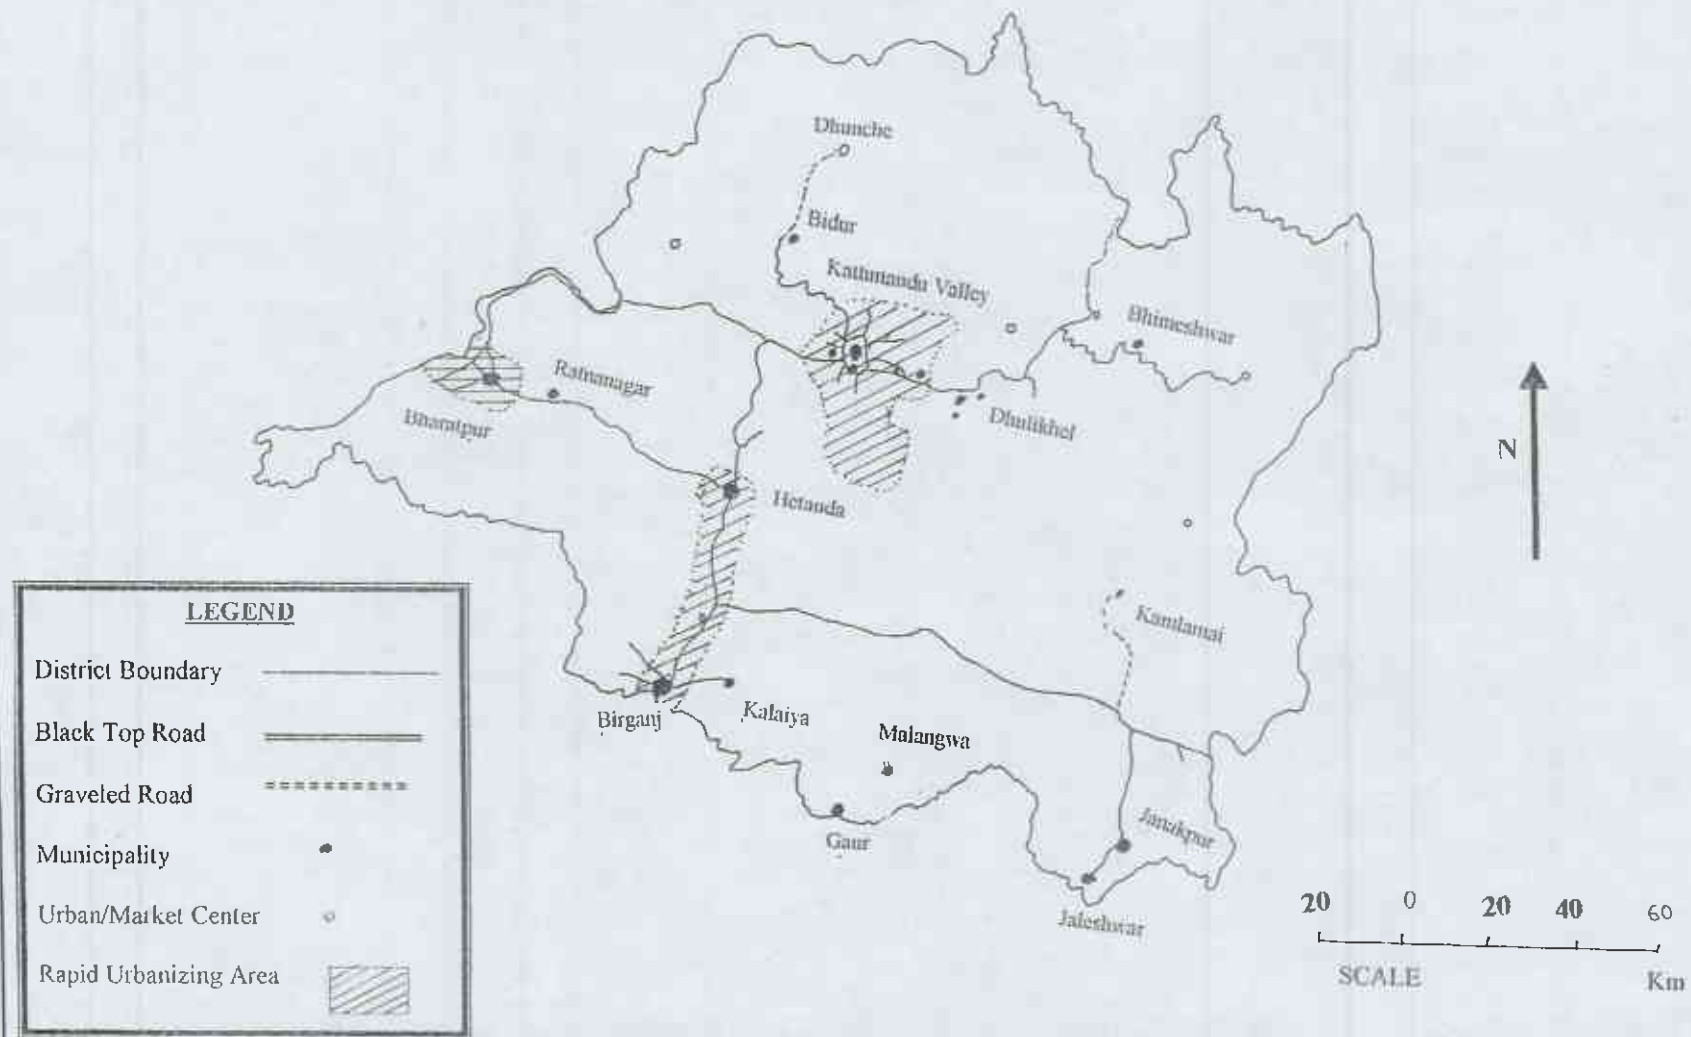 Dhunche
Bidur
Kathmandu Valley
Bhimeshwar
Ratnanagar
Bharatpur
Dhulikhel
Hetauda
N
Kamlamai
Birganj
Kalaiya
Malangwa
Gaur
Janakpur
Jaleshwar
LEGEND
District Boundary
Black Top Road
Graveled Road
Municipality
Urban/Market Center
Rapid Urbanizing Area
20 0 20 40 60
SCALE Km